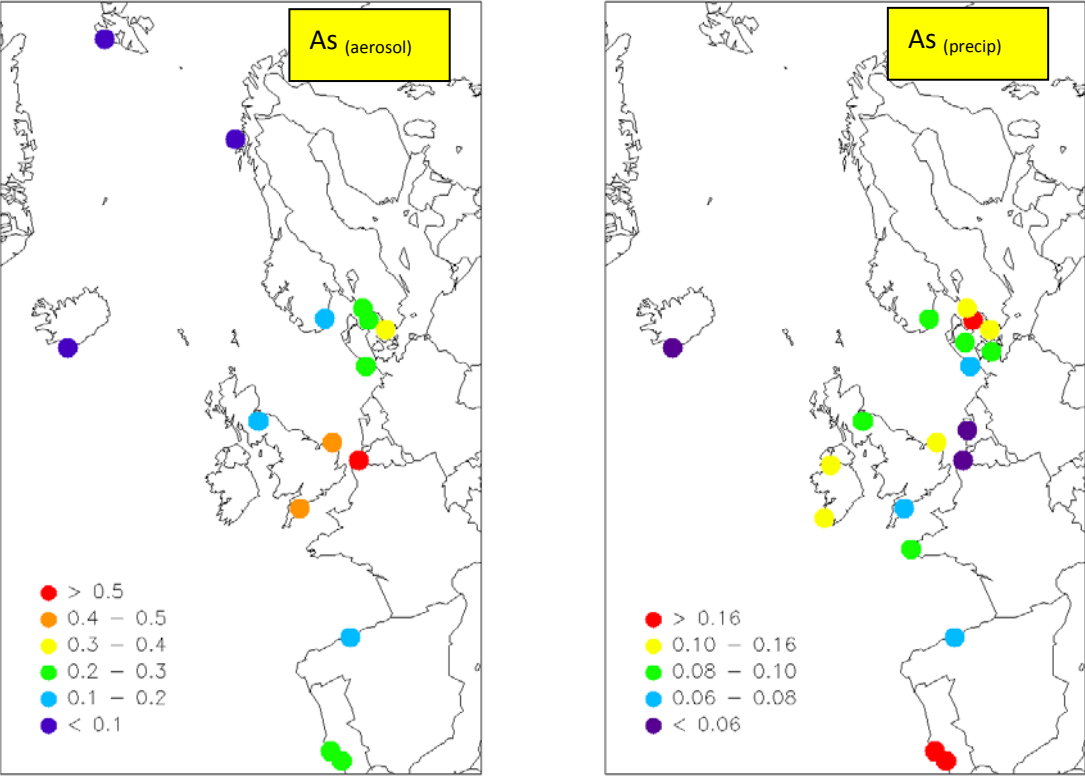 As (aerosol)
> 0.5
0.4 – 0.5
0.3 – 0.4
0.2 – 0.3
0.1 – 0.2
< 0.1
As (precip)
> 0.16
0.10 – 0.16
0.08 – 0.10
0.06 – 0.08
< 0.06